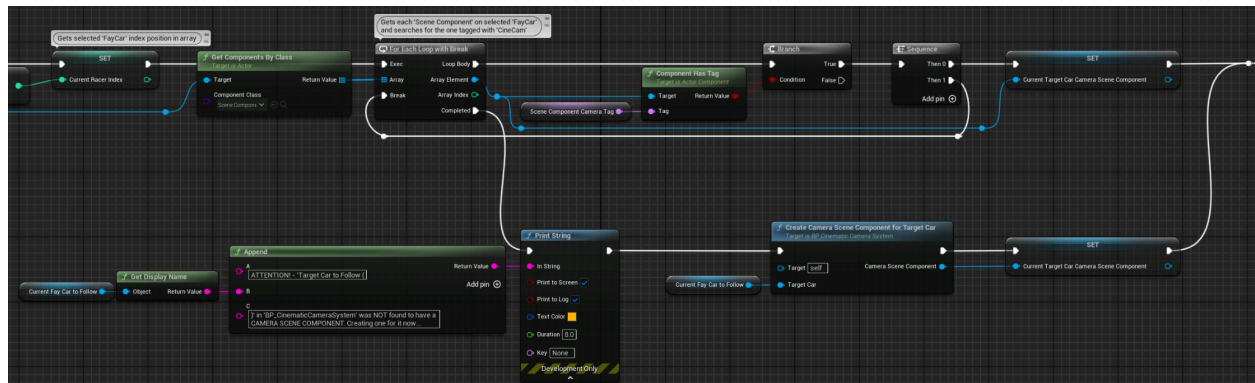 Gets selected 'FayCar' index position in array
Gets each 'Scene Component' on selected 'FayCar'
and searches for the one tagged with 'CineCam'
SET
Current Racer Index
Get Components By Class
Target is Actor
Target
Return Value
Component Class
Scene Compone
For Each Loop with Break
Exec
Loop Body
Array
Array Element
Break
Array Index
Completed
Scene Component Camera Tag
Component Has Tag
Target is Actor Component
Target
Return Value
Tag
Branch
True
Condition
False
Sequence
Then 0
Then 1
Add pin
SET
Current Target Car Camera Scene Component
Current Fay Car to Follow
Get Display Name
Object
Return Value
Append
A
Return Value
'ATTENTION! - 'Target Car to Follow (
Add pin
B
C
)' in 'BP_CinematicCameraSystem' was NOT found to have a
CAMERA SCENE COMPONENT. Creating one for it now...
Print String
In String
Print to Screen
Print to Log
Text Color
Duration
8.0
Key
None
Development Only
Current Fay Car to Follow
Create Camera Scene Component for Target Car
Target is BP Cinematic Camera System
Target
self
Camera Scene Component
Target Car
SET
Current Target Car Camera Scene Component